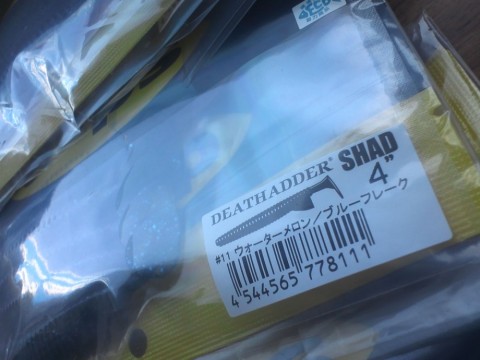 DEATHADDER® SHAD
4"
#11 ウオーターメロン/ブルーフレーク
4 544565 778111